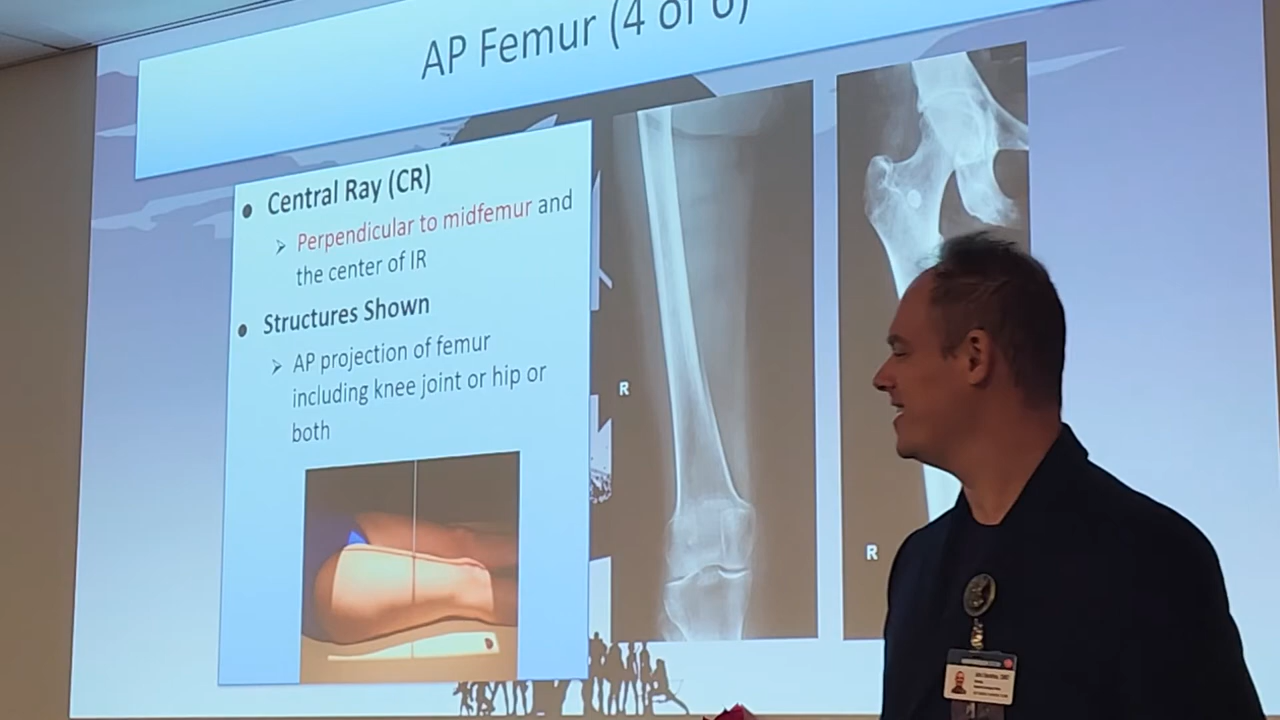 AP Femur (4 of 6)
● Central Ray (CR)
➢ Perpendicular to midfemur and
the center of IR
● Structures Shown
➢ AP projection of femur
including knee joint or hip or
both
R
R